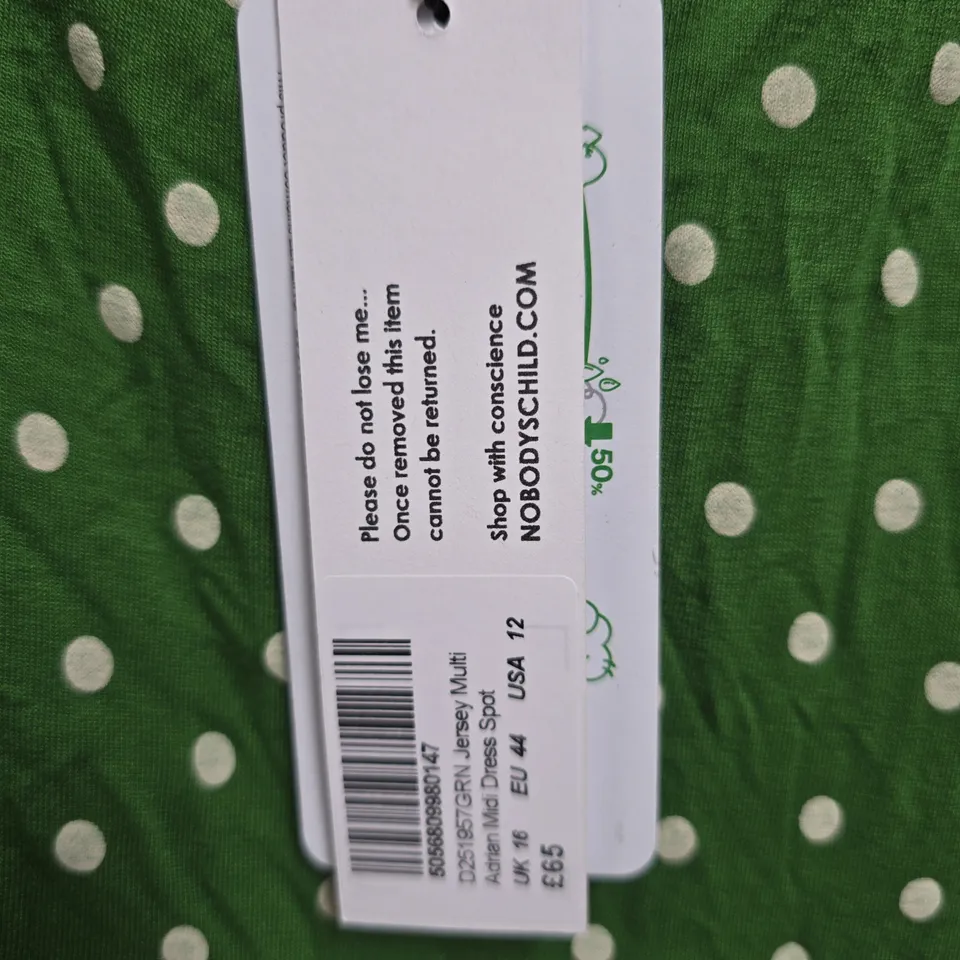 Please do not lose me...
Once removed this item
cannot be returned.
Shop with conscience
NOBODYSCHILD.COM
5056809980147
D251957GRN Jersey Multi
Adrian Midi Dress Spot
UK 16 EU 44 USA 12
£65
50%